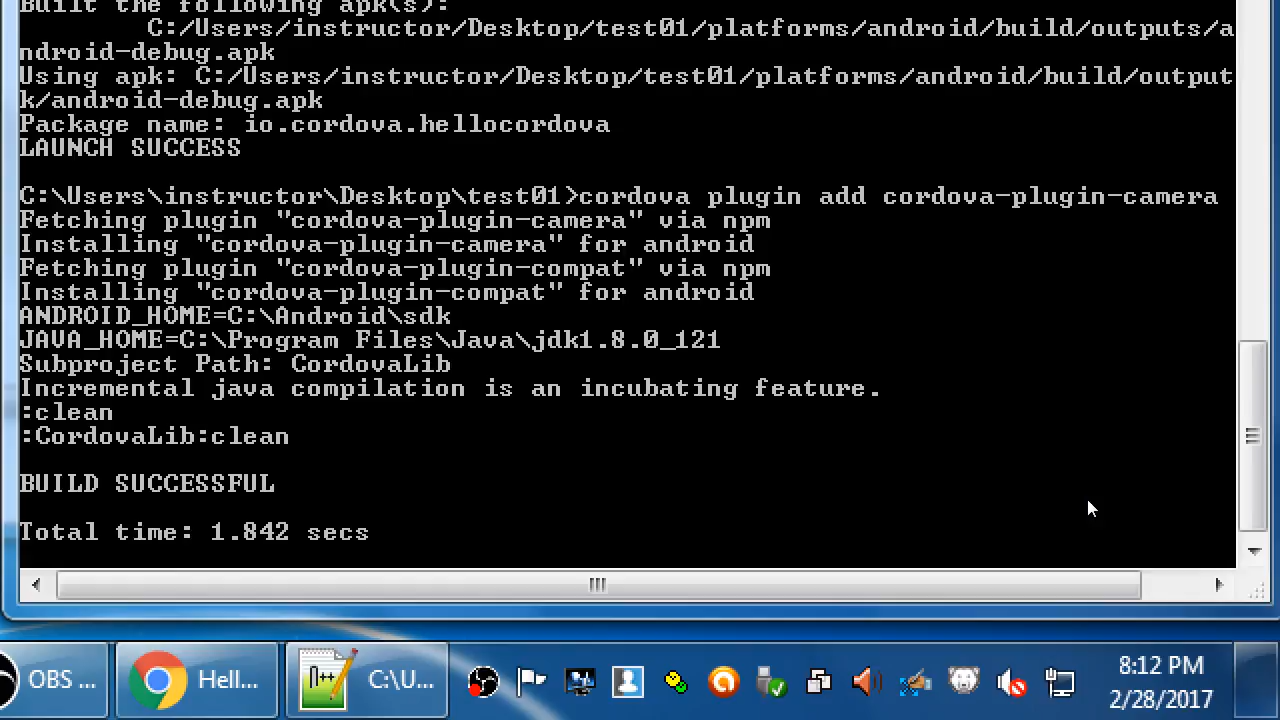 Built the following apk(s):
C:/Users/instructor/Desktop/test01/platforms/android/build/outputs/a
ndroid-debug.apk
Using apk: C:/Users/instructor/Desktop/test01/platforms/android/build/output
k/android-debug.apk
Package name: io.cordova.hellocordova
LAUNCH SUCCESS
C:\Users\instructor\Desktop\test01>cordova plugin add cordova-plugin-camera
Fetching plugin "cordova-plugin-camera" via npm
Installing "cordova-plugin-camera" for android
Fetching plugin "cordova-plugin-compat" via npm
Installing "cordova-plugin-compat" for android
ANDROID_HOME=C:\Android\sdk
JAVA_HOME=C:\Program Files\Java\jdk1.8.0_121
Subproject Path: CordovaLib
Incremental java compilation is an incubating feature.
:clean
:CordovaLib:clean
BUILD SUCCESSFUL
Total time: 1.842 secs
OBS ...
Hell...
C:\U...
8:12 PM
2/28/2017